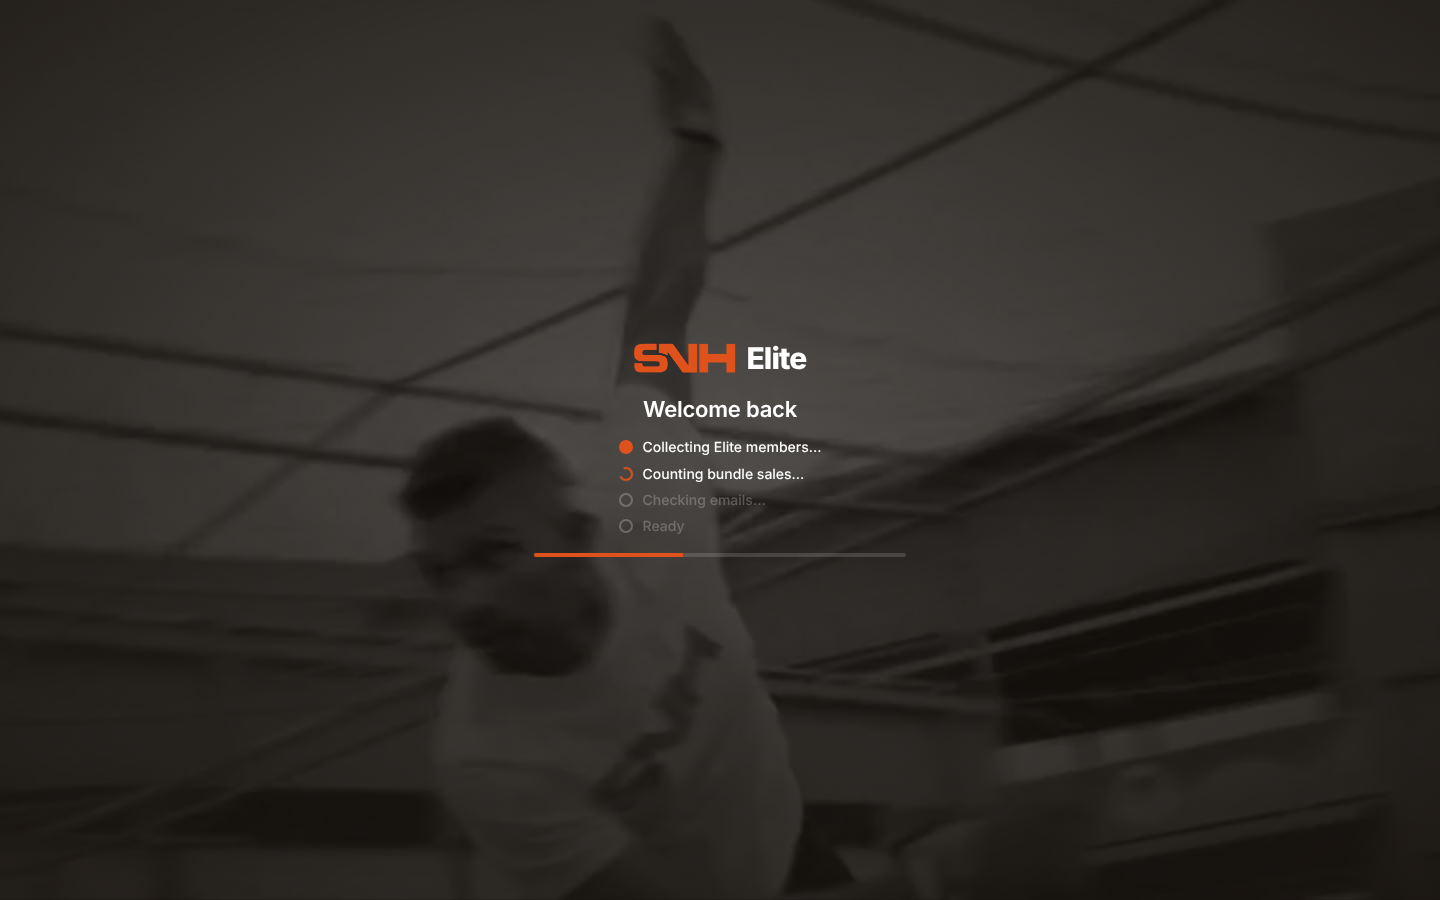 SNH Elite
Welcome back
Collecting Elite members...
Counting bundle sales...
Checking emails...
Ready